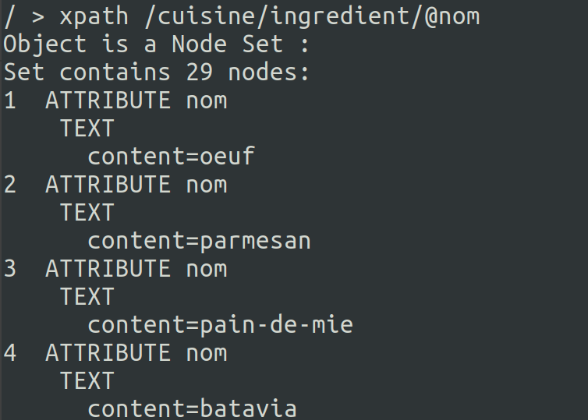 / > xpath /cuisine/ingredient/@nom
Object is a Node Set :
Set contains 29 nodes:
1  ATTRIBUTE nom
    TEXT
      content=oeuf
2  ATTRIBUTE nom
    TEXT
      content=parmesan
3  ATTRIBUTE nom
    TEXT
      content=pain-de-mie
4  ATTRIBUTE nom
    TEXT
      content=batavia